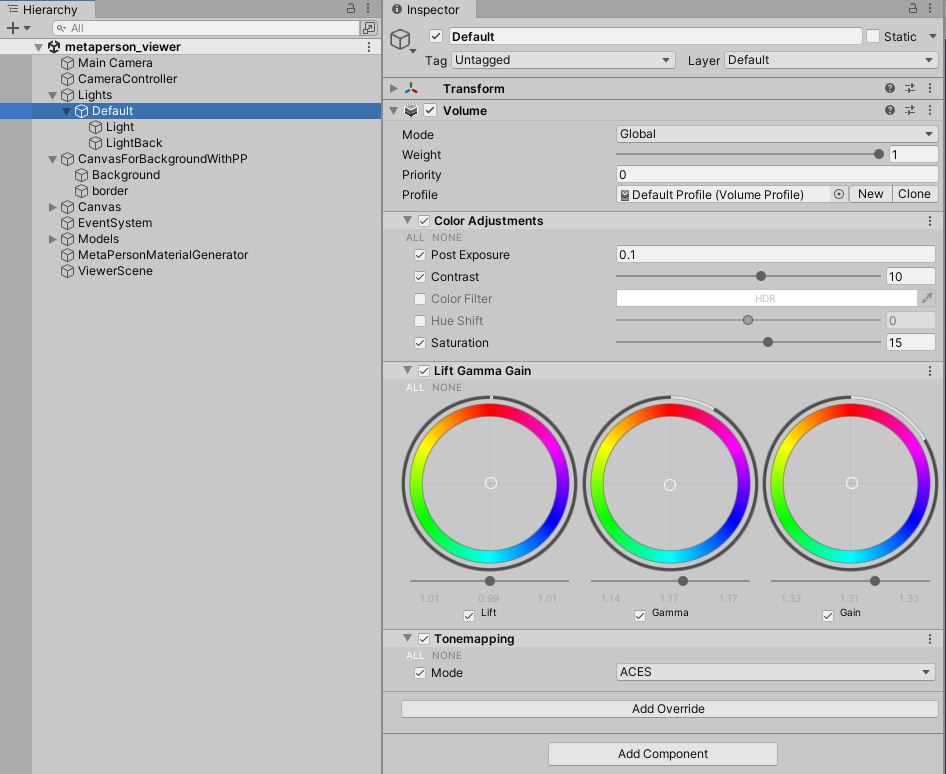 Hierarchy
All
metaperson_viewer
Main Camera
CameraController
Lights
Default
Light
LightBack
CanvasForBackgroundWithPP
Background
border
Canvas
EventSystem
Models
MetaPersonMaterialGenerator
ViewerScene
Inspector
Default
Static
Tag Untagged Layer Default
Transform
Volume
Mode Global
Weight 1
Priority 0
Profile Default Profile (Volume Profile) New Clone
Color Adjustments
ALL NONE
Post Exposure 0.1
Contrast 10
Color Filter HDR
Hue Shift 0
Saturation 15
Lift Gamma Gain
ALL NONE
1.01 0.99 1.01 1.14 1.17 1.17 1.33 1.31 1.33
Lift Gamma Gain
Tonemapping
ALL NONE
Mode ACES
Add Override
Add Component